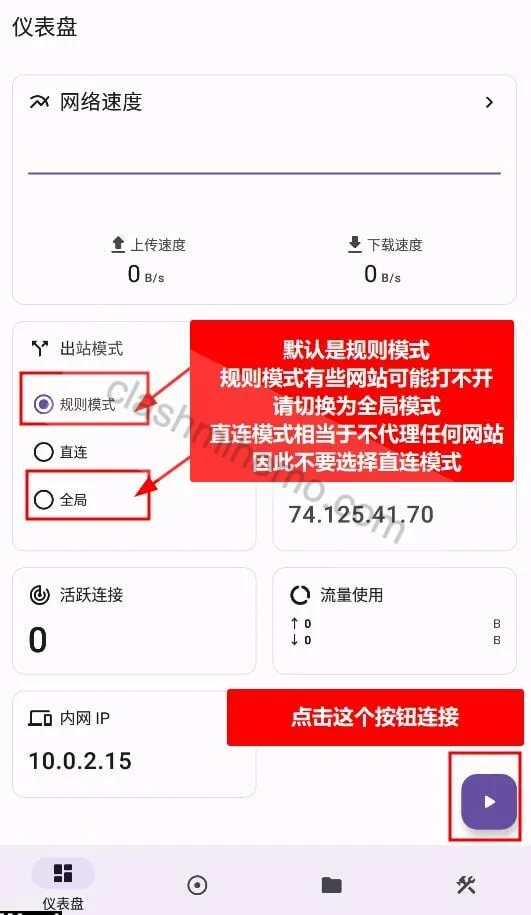 仪表盘
网络速度
上传速度
下载速度
0 B/s
0 B/s
出站模式
默认是规则模式
规则模式有些网站可能打不开
请切换为全局模式
直连模式相当于不代理任何网站
因此不要选择直连模式
规则模式
直连
全局
74.125.41.70
clashmihomo.com
活跃连接
0
流量使用
↑ 0 B
↓ 0 B
内网 IP
10.0.2.15
点击这个按钮连接
仪表盘